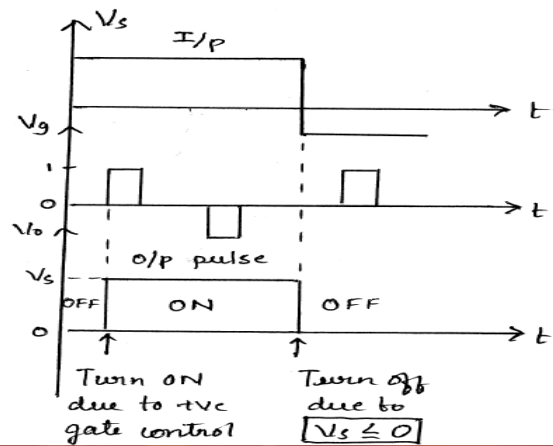 Vs
I/p
t
Vg
1
0
t
Vo
o/p pulse
Vs
OFF
ON
OFF
0
t
Turn ON
due to +ve
gate control
Turn off
due to
Vs ≤ 0